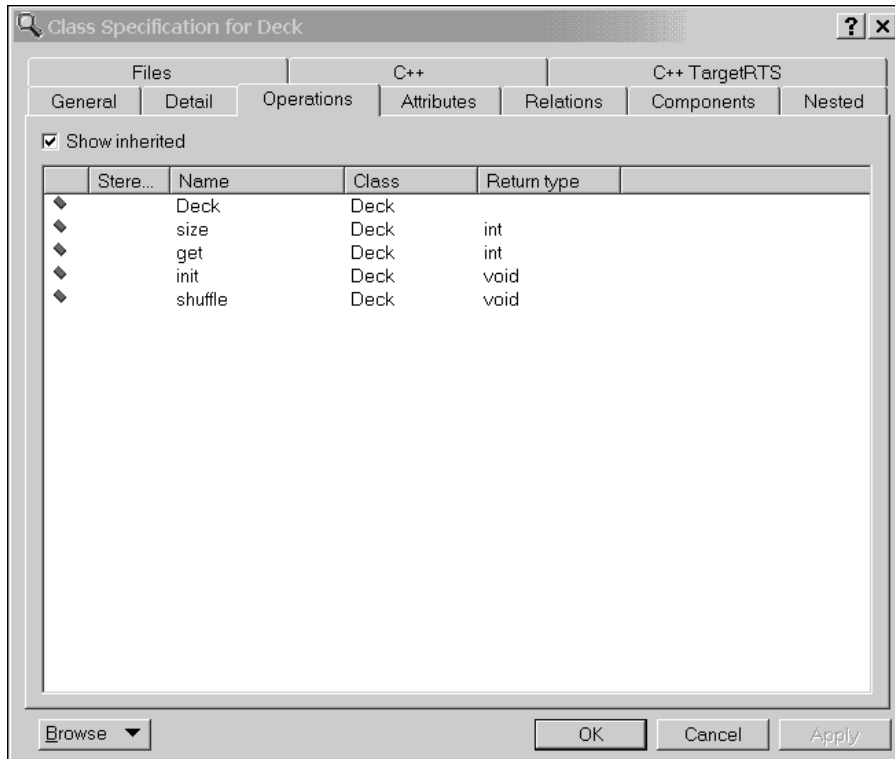 Class Specification for Deck
Files C++ C++ TargetRTS
General Detail Operations Attributes Relations Components Nested
Show inherited
Stere... Name Class Return type
Deck Deck
size Deck int
get Deck int
init Deck void
shuffle Deck void
Browse OK Cancel Apply